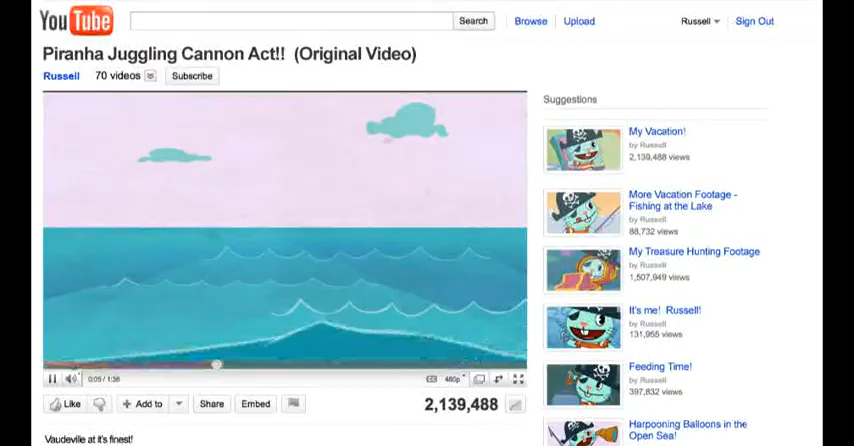 YouTube
Search
Browse
Upload
Russell
Sign Out
Piranha Juggling Cannon Act!! (Original Video)
Russell 70 videos Subscribe
Suggestions
My Vacation!
by Russell
2,139,488 views
More Vacation Footage -
Fishing at the Lake
by Russell
88,732 views
My Treasure Hunting Footage
by Russell
1,507,949 views
It's me! Russell!
by Russell
131,955 views
Feeding Time!
by Russell
397,832 views
Harpooning Balloons in the
Open Sea!
0:05 / 1:36
CC 480p
Like
Add to
Share
Embed
2,139,488
Vaudeville at it's finest!